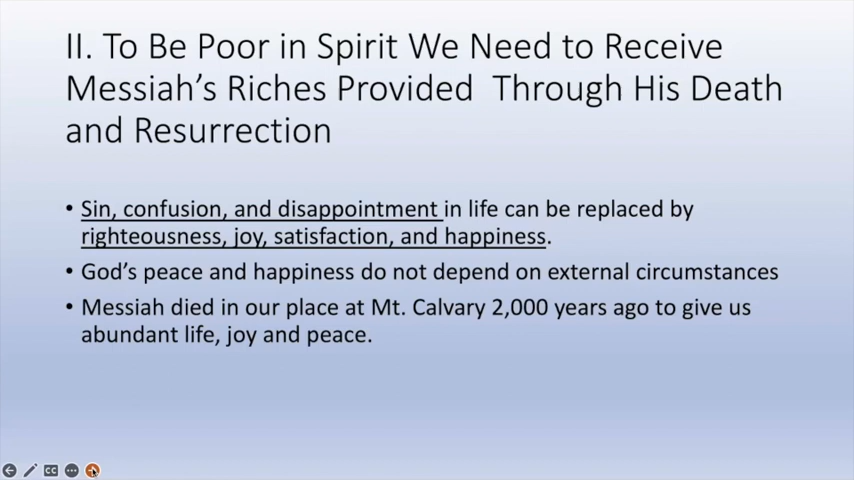 II. To Be Poor in Spirit We Need to Receive
Messiah’s Riches Provided  Through His Death
and Resurrection
• Sin, confusion, and disappointment in life can be replaced by
righteousness, joy, satisfaction, and happiness.
• God’s peace and happiness do not depend on external circumstances
• Messiah died in our place at Mt. Calvary 2,000 years ago to give us
abundant life, joy and peace.
CC